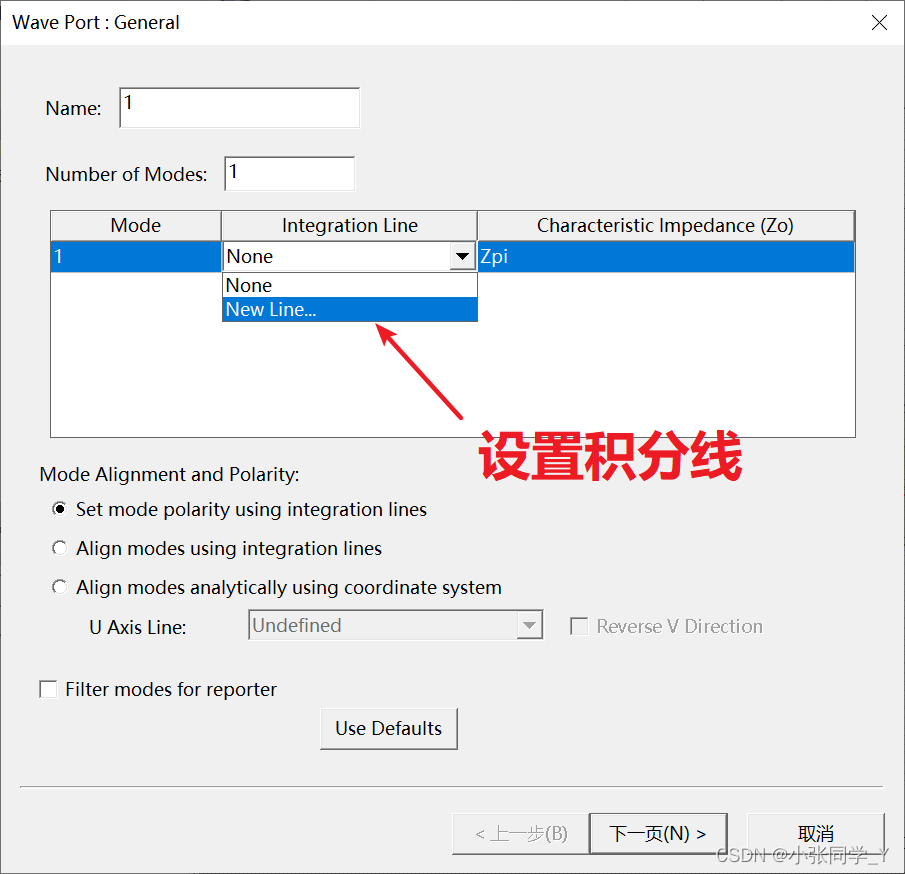 Wave Port : General
Name: 1
Number of Modes: 1
Mode Integration Line Characteristic Impedance (Zo)
1 None Zpi
None
New Line...
设置积分线
Mode Alignment and Polarity:
Set mode polarity using integration lines
Align modes using integration lines
Align modes analytically using coordinate system
U Axis Line: Undefined Reverse V Direction
Filter modes for reporter
Use Defaults
< 上一步(B) 下一页(N) > 取消
CSDN @小张同学_Y